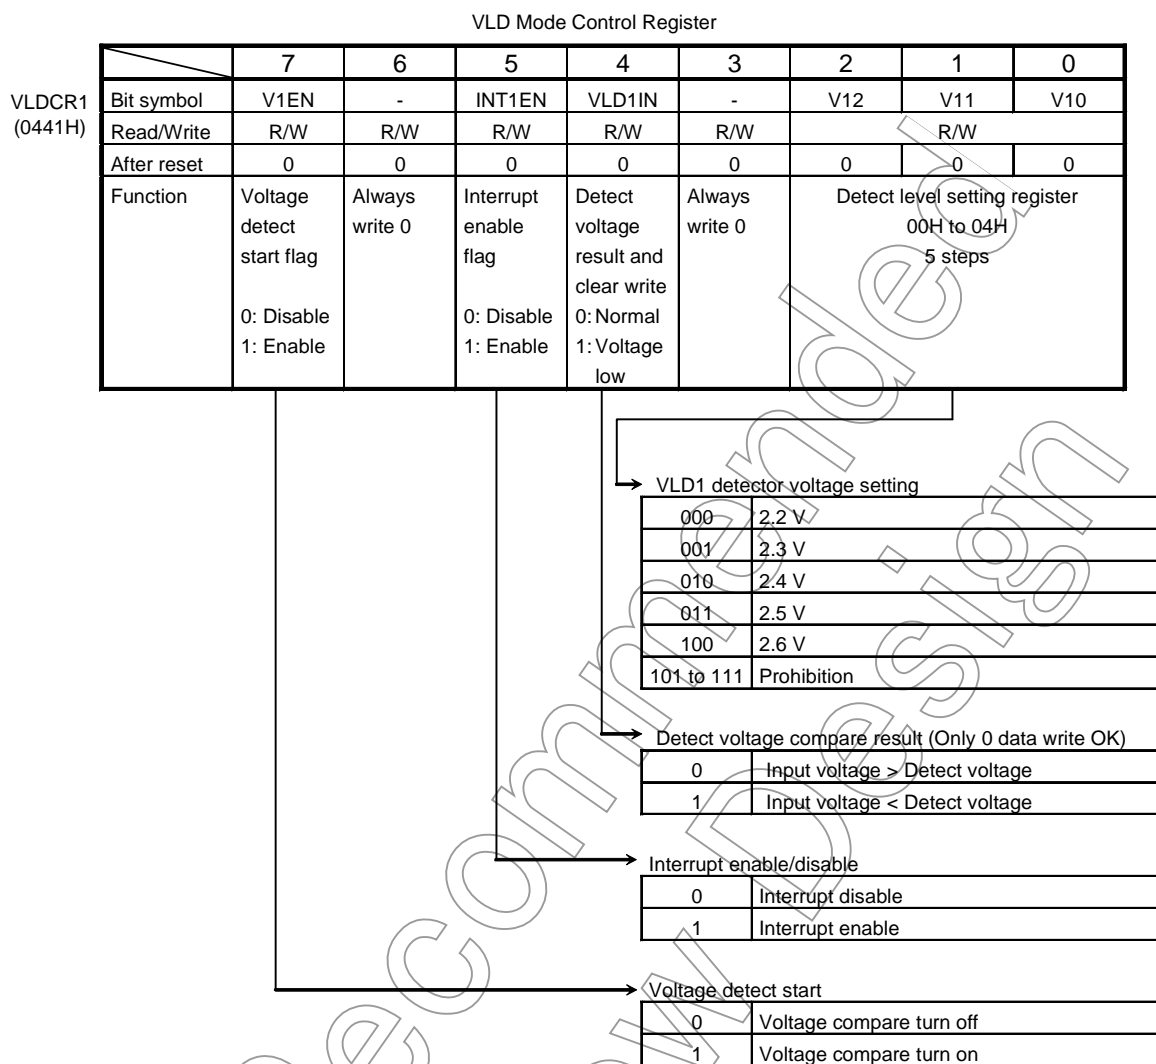 VLD Mode Control Register
7 6 5 4 3 2 1 0
VLDCR1 (0441H)
Bit symbol V1EN - INT1EN VLD1IN - V12 V11 V10
Read/Write R/W R/W R/W R/W R/W R/W
After reset 0 0 0 0 0 0 0 0
Function
Voltage
detect
start flag
0: Disable
1: Enable
Always
write 0
Interrupt
enable
flag
0: Disable
1: Enable
Detect
voltage
result and
clear write
0: Normal
1: Voltage
low
Always
write 0
Detect level setting register
00H to 04H
5 steps
VLD1 detector voltage setting
000 2.2 V
001 2.3 V
010 2.4 V
011 2.5 V
100 2.6 V
101 to 111 Prohibition
Detect voltage compare result (Only 0 data write OK)
0 Input voltage > Detect voltage
1 Input voltage < Detect voltage
Interrupt enable/disable
0 Interrupt disable
1 Interrupt enable
Voltage detect start
0 Voltage compare turn off
1 Voltage compare turn on